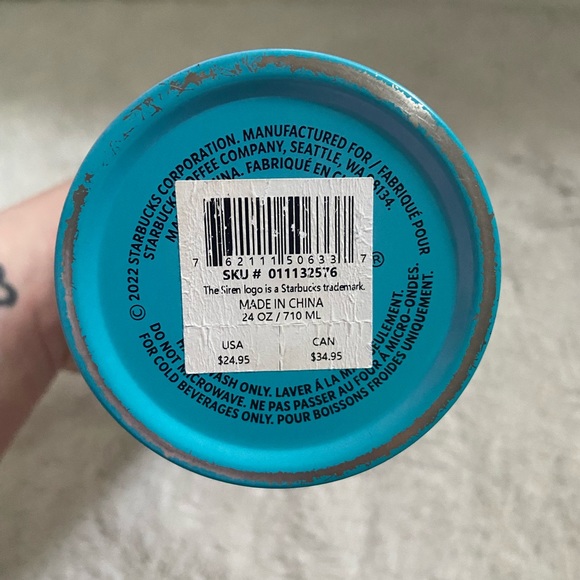 © 2022 STARBUCKS CORPORATION. MANUFACTURED FOR / FABRIQUÉ POUR
STARBUCKS COFFEE COMPANY, SEATTLE, WA 98134.
FABRIQUÉ EN
7 62111 50633 7
SKU # 011132576
The Siren logo is a Starbucks trademark.
MADE IN CHINA
24 OZ / 710 ML
USA CAN
$24.95 $34.95
®
WASH ONLY. LAVER À LA
DO NOT MICROWAVE. NE PAS PASSER AU FOUR À MICRO-ONDES.
FOR COLD BEVERAGES ONLY. POUR BOISSONS FROIDES UNIQUEMENT.